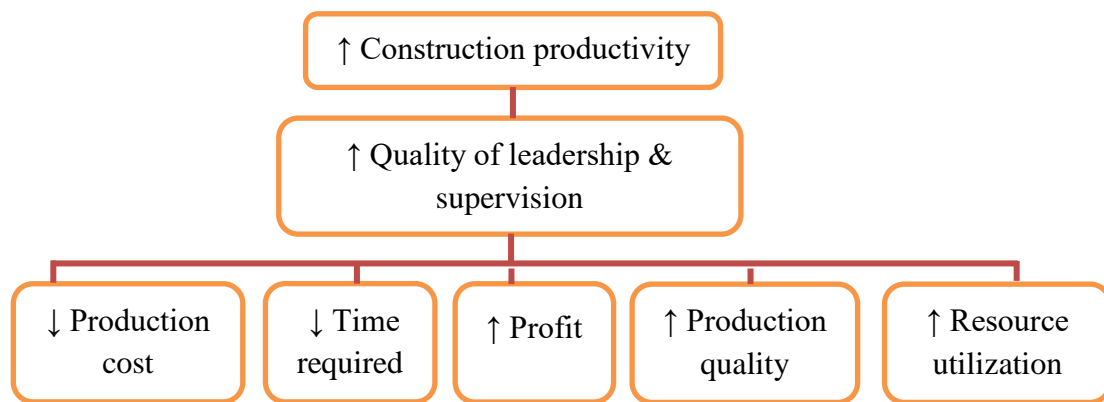 ↑ Construction productivity
↑ Quality of leadership &
supervision
↓ Production
cost
↓ Time
required
↑ Profit
↑ Production
quality
↑ Resource
utilization